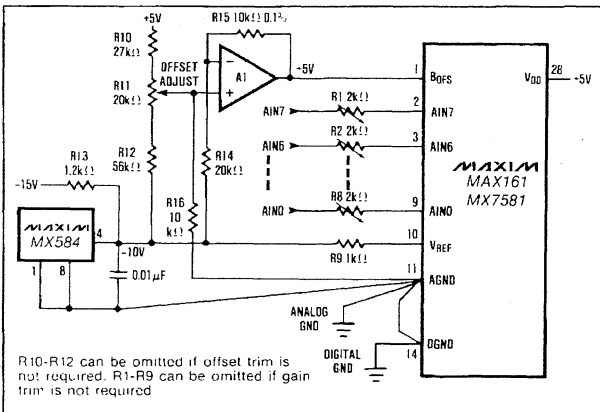 R15 10kΩ 0.1%
+5V
R10
27kΩ
OFFSET
ADJUST
R11
20kΩ
A1
−
+
+5V
1
BOFS
VDD
28
+5V
AIN7
R1 2kΩ
2
AIN7
AIN6
R2 2kΩ
3
AIN6
MAXIM
MAX161
MX7581
R13
1.2kΩ
R12
56kΩ
R14
20kΩ
-15V
R16
10
kΩ
AIN0
R8 2kΩ
9
AIN0
MAXIM
MX584
4
-10V
10
VREF
R9 1kΩ
1
8
0.01µF
11
AGND
ANALOG
GND
DIGITAL
GND
14
DGND
R10-R12 can be omitted if offset trim is
not required. R1-R9 can be omitted if gain
trim is not required